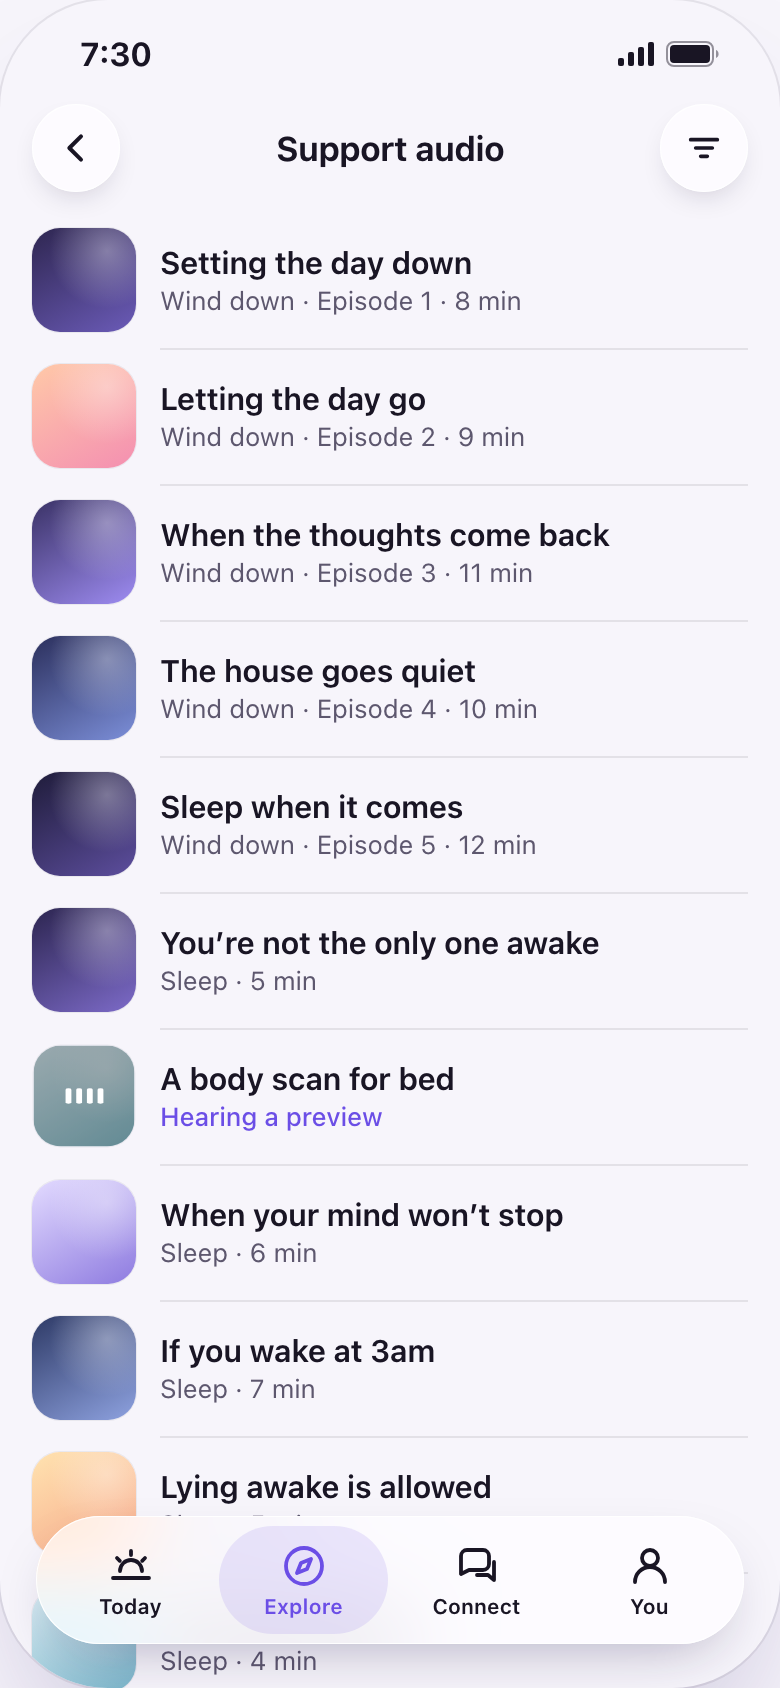 7:30
Support audio
Setting the day down
Wind down · Episode 1 · 8 min
Letting the day go
Wind down · Episode 2 · 9 min
When the thoughts come back
Wind down · Episode 3 · 11 min
The house goes quiet
Wind down · Episode 4 · 10 min
Sleep when it comes
Wind down · Episode 5 · 12 min
You’re not the only one awake
Sleep · 5 min
A body scan for bed
Hearing a preview
When your mind won’t stop
Sleep · 6 min
If you wake at 3am
Sleep · 7 min
Lying awake is allowed
Today
Explore
Connect
You
Sleep · 4 min